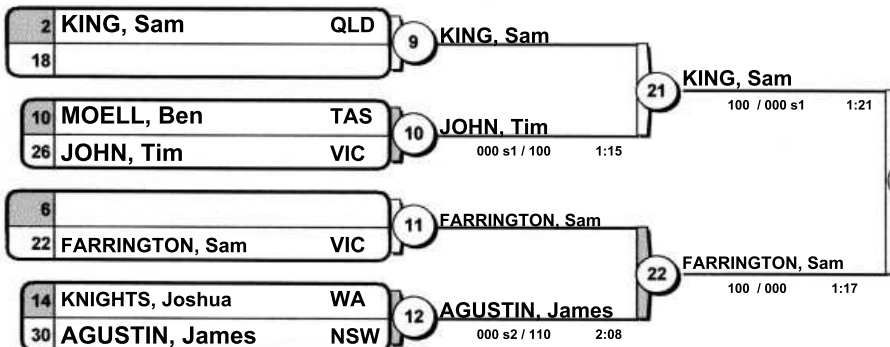 2 KING, Sam QLD
18
9 KING, Sam
10 MOELL, Ben TAS
26 JOHN, Tim VIC
10 JOHN, Tim
000 s1 / 100 1:15
21 KING, Sam
100 / 000 s1 1:21
6
22 FARRINGTON, Sam VIC
11 FARRINGTON, Sam
14 KNIGHTS, Joshua WA
30 AGUSTIN, James NSW
12 AGUSTIN, James
000 s2 / 110 2:08
22 FARRINGTON, Sam
100 / 000 1:17